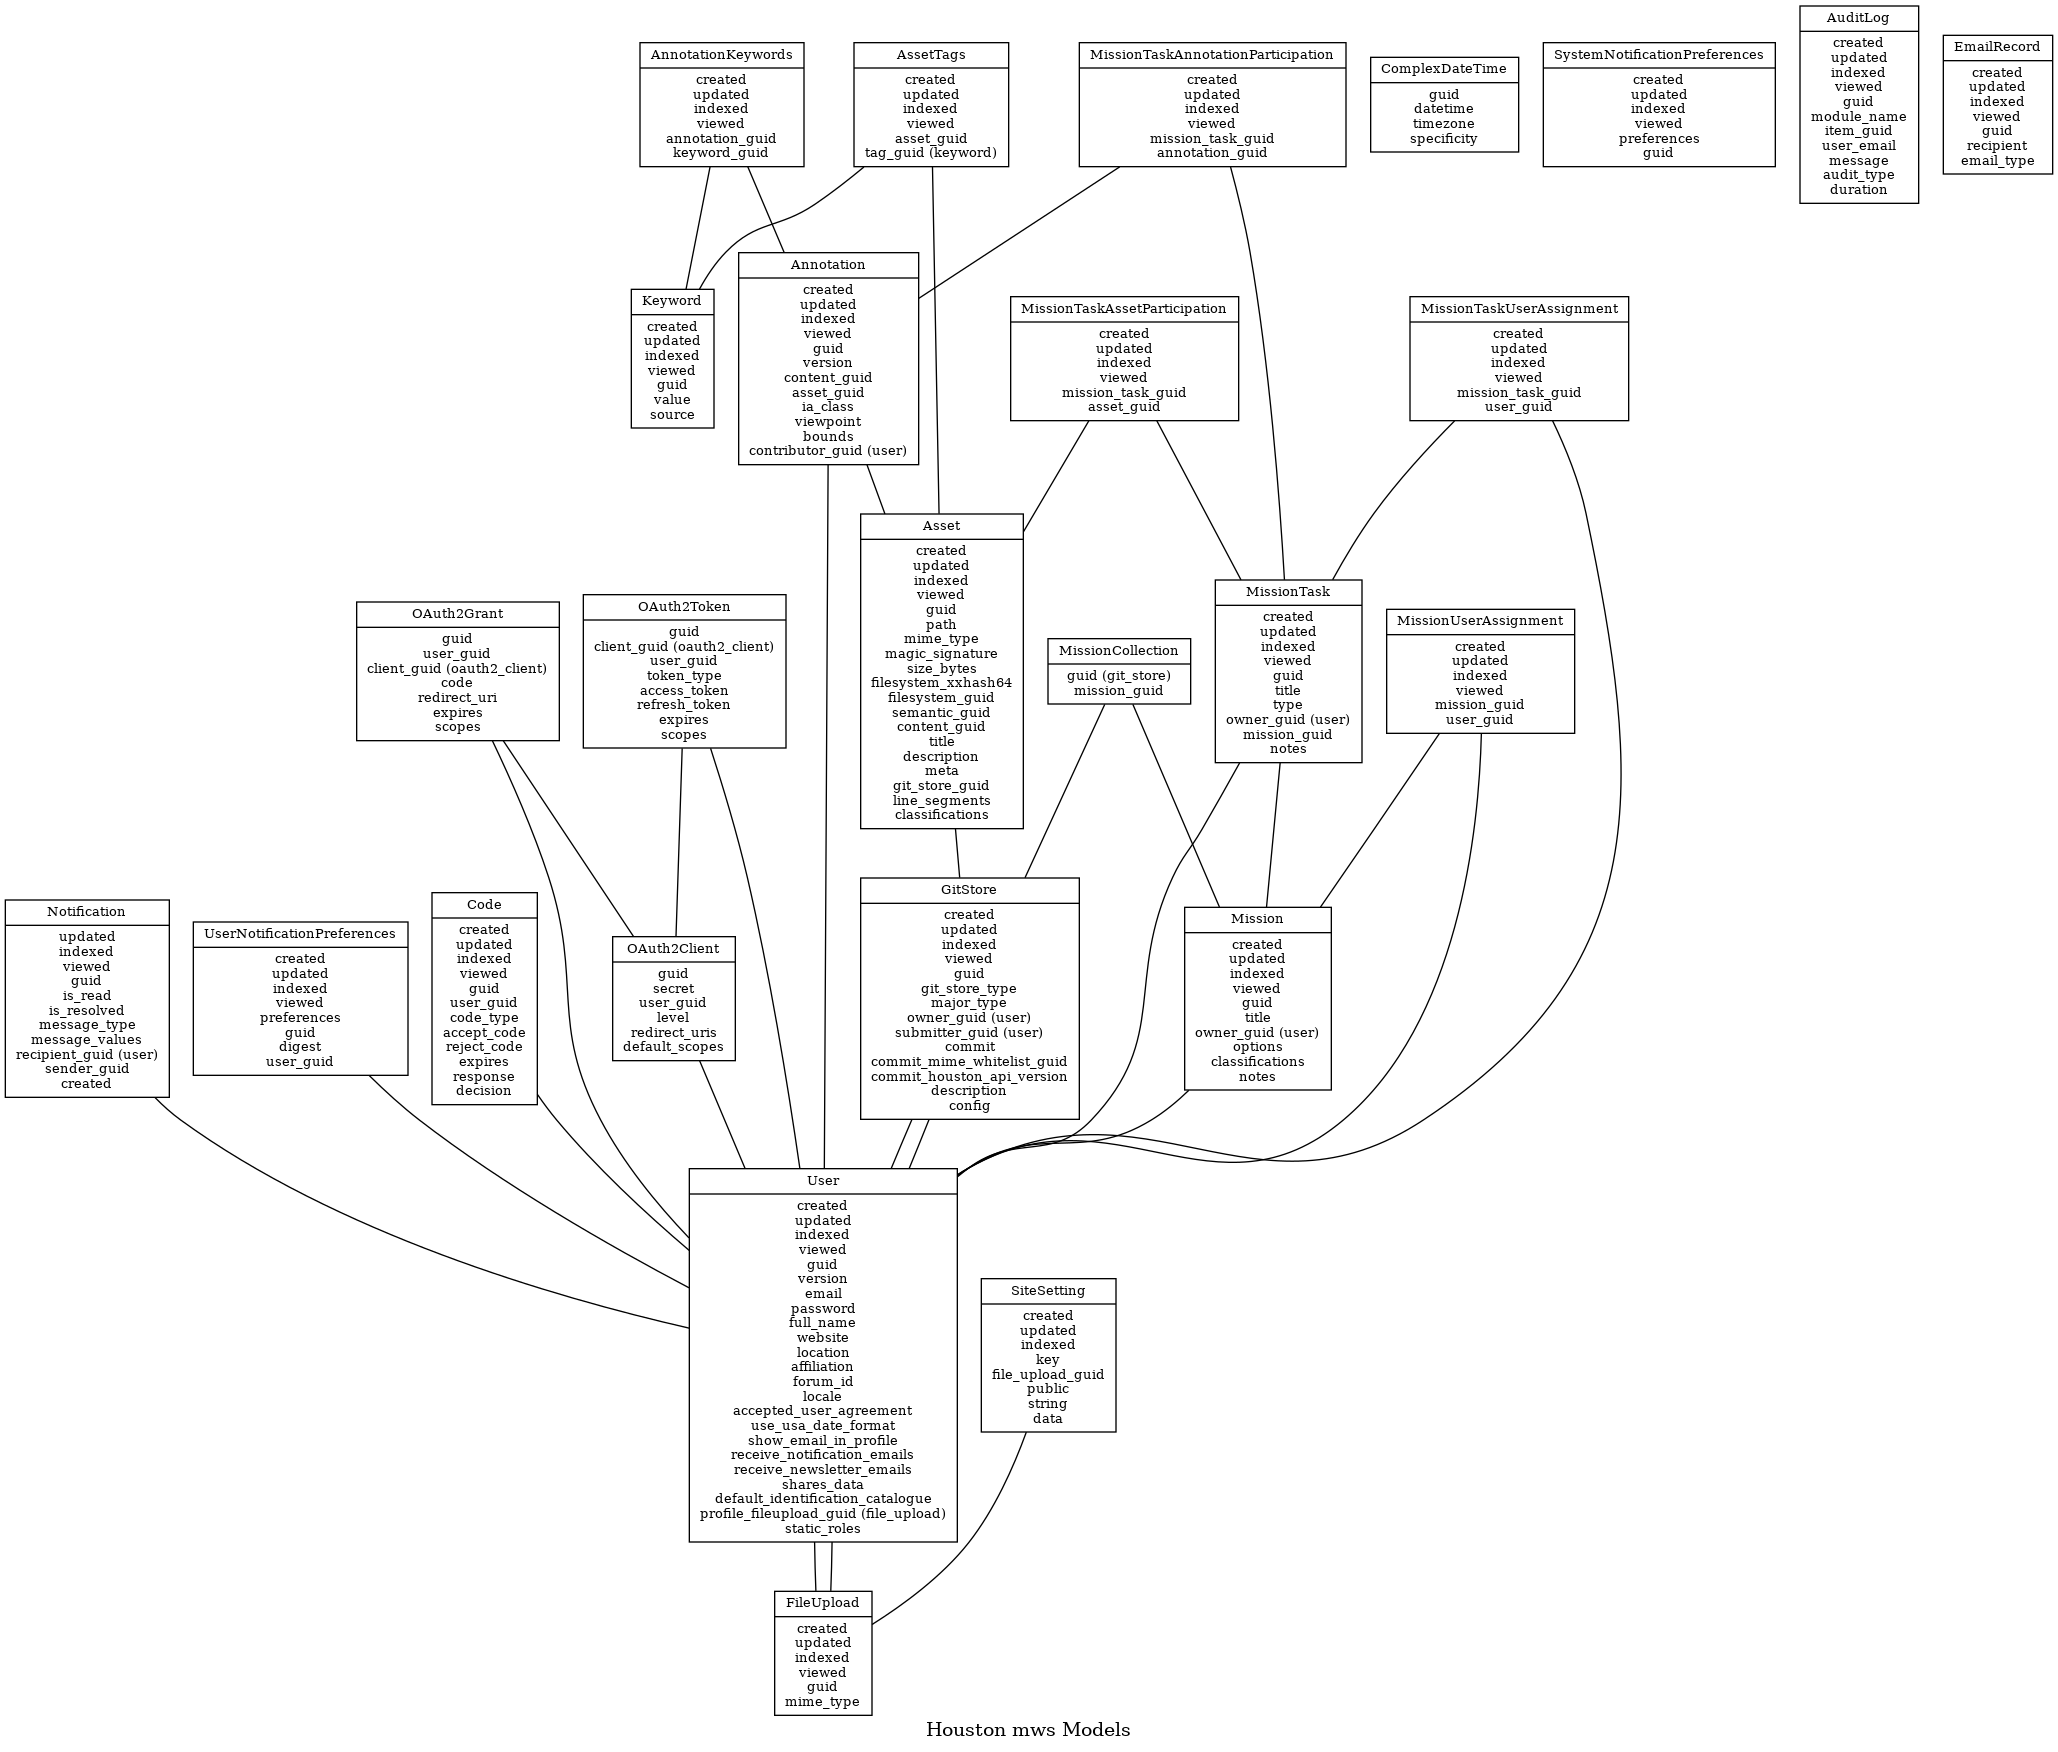 AnnotationKeywords
created
updated
indexed
viewed
annotation_guid
keyword_guid
AssetTags
created
updated
indexed
viewed
asset_guid
tag_guid (keyword)
MissionTaskAnnotationParticipation
created
updated
indexed
viewed
mission_task_guid
annotation_guid
ComplexDateTime
guid
datetime
timezone
specificity
SystemNotificationPreferences
created
updated
indexed
viewed
preferences
guid
AuditLog
created
updated
indexed
viewed
guid
module_name
item_guid
user_email
message
audit_type
duration
EmailRecord
created
updated
indexed
viewed
guid
recipient
email_type
Keyword
created
updated
indexed
viewed
guid
value
source
Annotation
created
updated
indexed
viewed
guid
version
content_guid
asset_guid
ia_class
viewpoint
bounds
contributor_guid (user)
MissionTaskAssetParticipation
created
updated
indexed
viewed
mission_task_guid
asset_guid
MissionTaskUserAssignment
created
updated
indexed
viewed
mission_task_guid
user_guid
OAuth2Grant
guid
user_guid
client_guid (oauth2_client)
code
redirect_uri
expires
scopes
OAuth2Token
guid
client_guid (oauth2_client)
user_guid
token_type
access_token
refresh_token
expires
scopes
Asset
created
updated
indexed
viewed
guid
path
mime_type
magic_signature
size_bytes
filesystem_xxhash64
filesystem_guid
semantic_guid
content_guid
title
description
meta
git_store_guid
line_segments
classifications
MissionCollection
guid (git_store)
mission_guid
MissionTask
created
updated
indexed
viewed
guid
title
type
owner_guid (user)
mission_guid
notes
MissionUserAssignment
created
updated
indexed
viewed
mission_guid
user_guid
Notification
updated
indexed
viewed
guid
is_read
is_resolved
message_type
message_values
recipient_guid (user)
sender_guid
created
UserNotificationPreferences
created
updated
indexed
viewed
preferences
guid
digest
user_guid
Code
created
updated
indexed
viewed
guid
user_guid
code_type
accept_code
reject_code
expires
response
decision
OAuth2Client
guid
secret
user_guid
level
redirect_uris
default_scopes
GitStore
created
updated
indexed
viewed
guid
git_store_type
major_type
owner_guid (user)
submitter_guid (user)
commit
commit_mime_whitelist_guid
commit_houston_api_version
description
config
Mission
created
updated
indexed
viewed
guid
title
owner_guid (user)
options
classifications
notes
User
created
updated
indexed
viewed
guid
version
email
password
full_name
website
location
affiliation
forum_id
locale
accepted_user_agreement
use_usa_date_format
show_email_in_profile
receive_notification_emails
receive_newsletter_emails
shares_data
default_identification_catalogue
profile_fileupload_guid (file_upload)
static_roles
SiteSetting
created
updated
indexed
key
file_upload_guid
public
string
data
FileUpload
created
updated
indexed
viewed
guid
mime_type
Houston mws Models